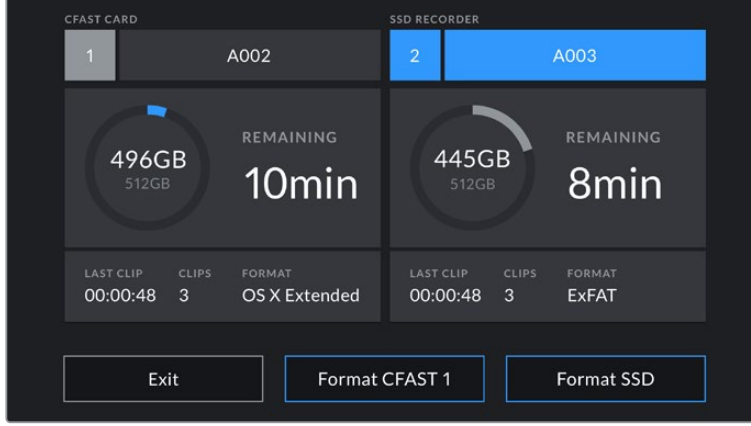 CFAST CARD
SSD RECORDER
1
A002
2
A003
496GB
512GB
REMAINING
10min
445GB
512GB
REMAINING
8min
LAST CLIP CLIPS FORMAT
00:00:48 3 OS X Extended
LAST CLIP CLIPS FORMAT
00:00:48 3 ExFAT
Exit
Format CFAST 1
Format SSD